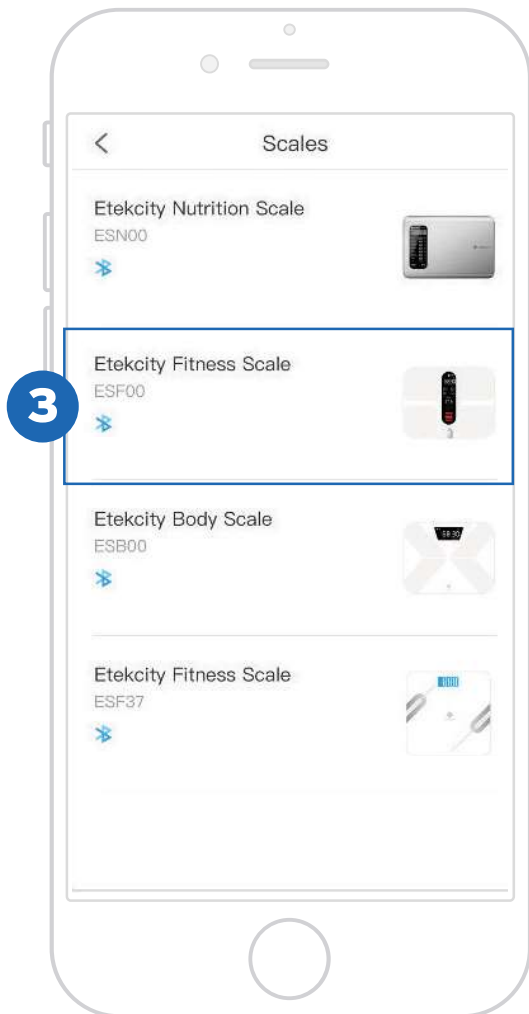 Scales
Etekcity Nutrition Scale
ESN00
Etekcity Fitness Scale
ESF00
3
Etekcity Body Scale
ESB00
Etekcity Fitness Scale
ESF37